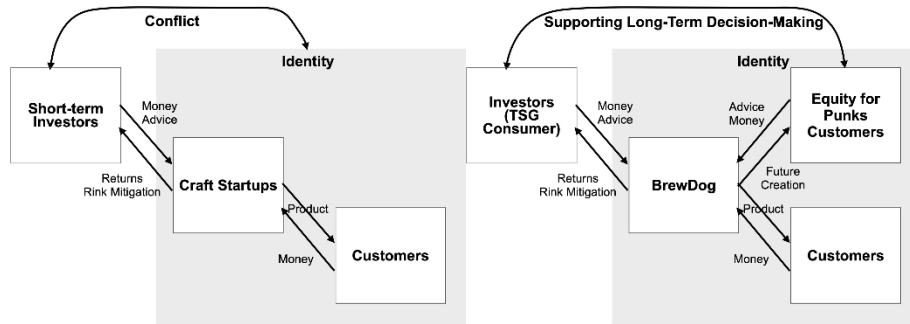 Conflict
Identity
Short-term
Investors
Money
Advice
Returns
Rink Mitigation
Craft Startups
Product
Money
Customers
Supporting Long-Term Decision-Making
Identity
Investors
(TSG
Consumer)
Money
Advice
Returns
Rink Mitigation
BrewDog
Advice
Money
Equity for
Punks
Customers
Future
Creation
Product
Money
Customers